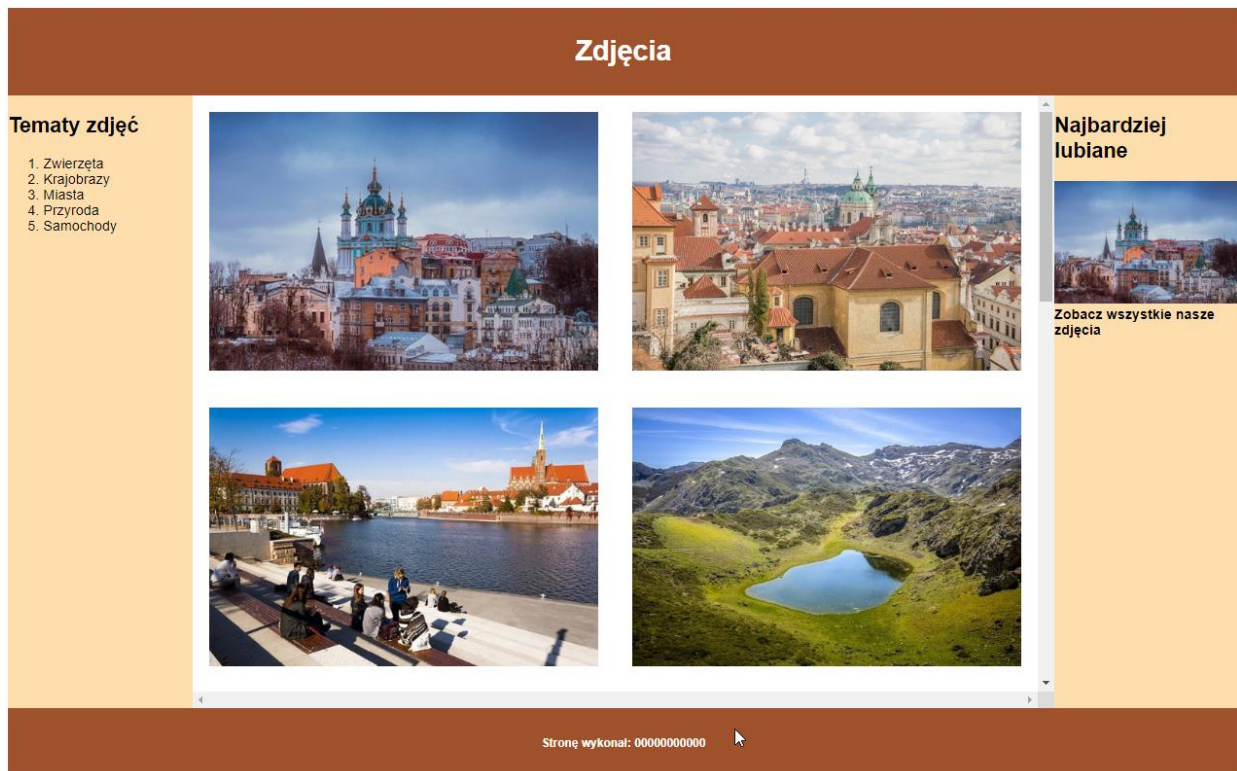 Zdjęcia
Tematy zdjęć
1. Zwierzęta
2. Krajobrazy
3. Miasta
4. Przyroda
5. Samochody
Najbardziej
lubiane
Zobacz wszystkie nasze
zdjęcia
Stronę wykonał: 00000000000